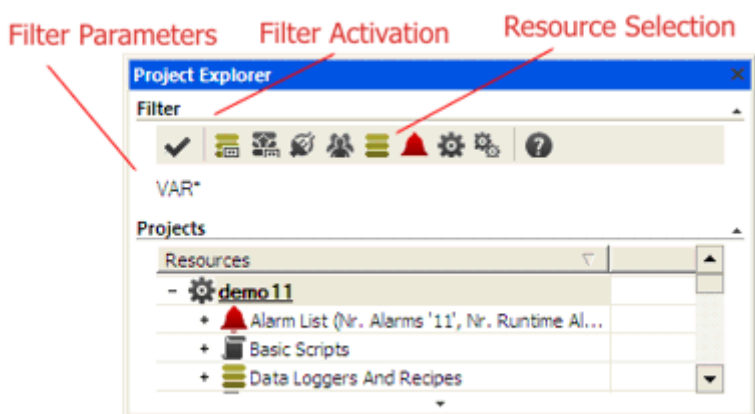 Filter Parameters Filter Activation Resource Selection
Project Explorer
Filter
VAR*
Projects
Resources
demo11
Alarm List (Nr. Alarms '11', Nr. Runtime Al...
Basic Scripts
Data Loggers And Recipes